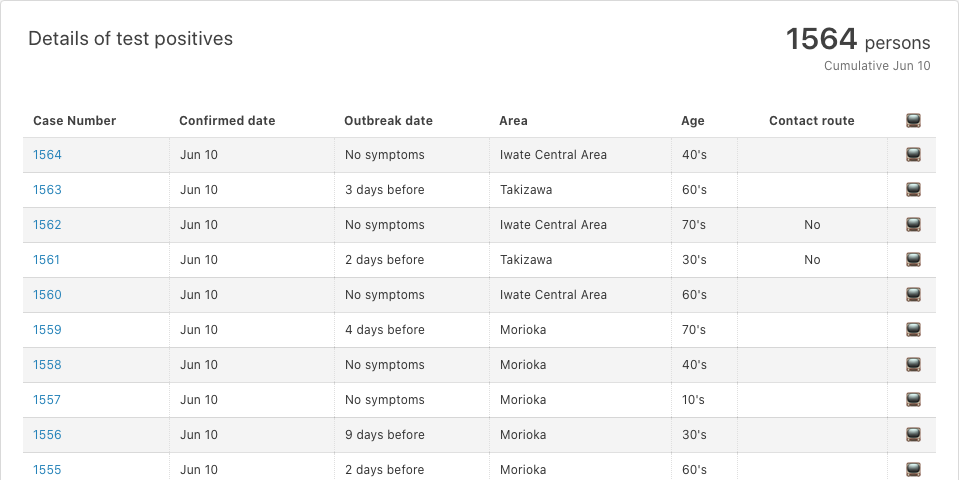 Details of test positives
1564 persons
Cumulative Jun 10
Case Number Confirmed date Outbreak date Area Age Contact route
1564 Jun 10 No symptoms Iwate Central Area 40's
1563 Jun 10 3 days before Takizawa 60's
1562 Jun 10 No symptoms Iwate Central Area 70's No
1561 Jun 10 2 days before Takizawa 30's No
1560 Jun 10 No symptoms Iwate Central Area 60's
1559 Jun 10 4 days before Morioka 70's
1558 Jun 10 No symptoms Morioka 40's
1557 Jun 10 No symptoms Morioka 10's
1556 Jun 10 9 days before Morioka 30's
1555 Jun 10 2 days before Morioka 60's